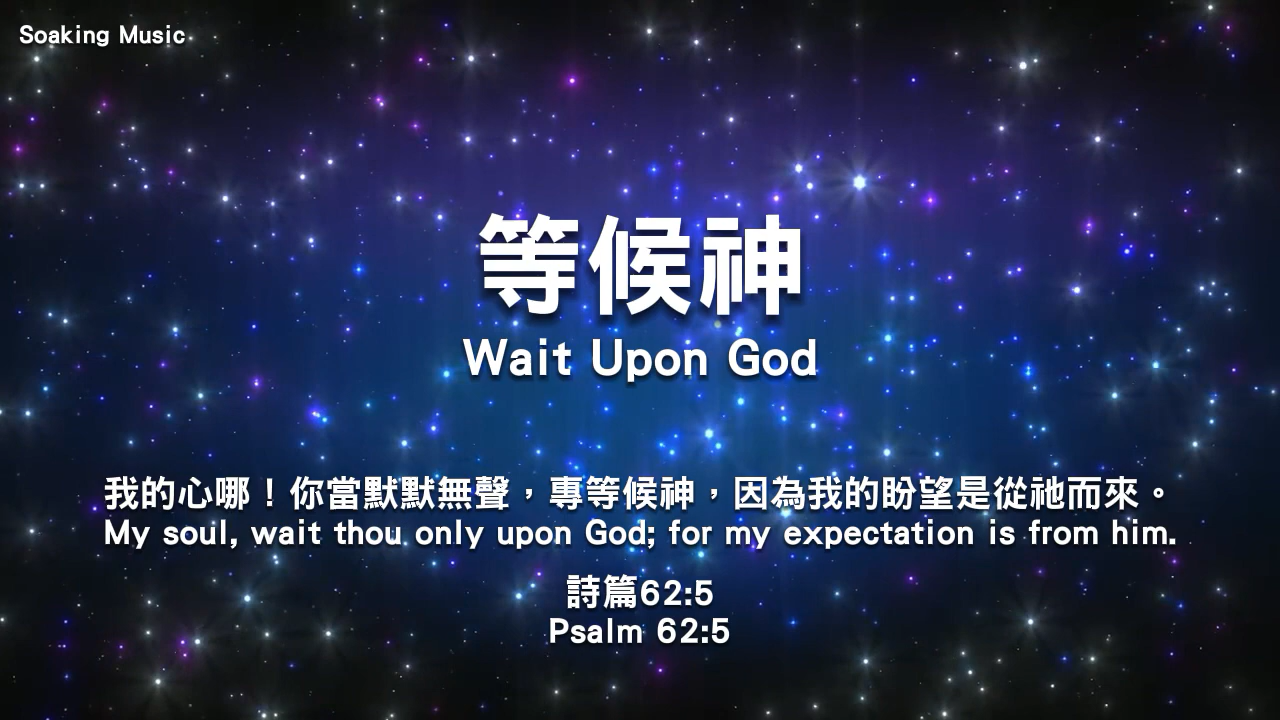 Soaking Music
等候神
Wait Upon God
我的心哪！你當默默無聲，專等候神，因為我的盼望是從祂而來。
My soul, wait thou only upon God; for my expectation is from him.
詩篇62:5
Psalm 62:5